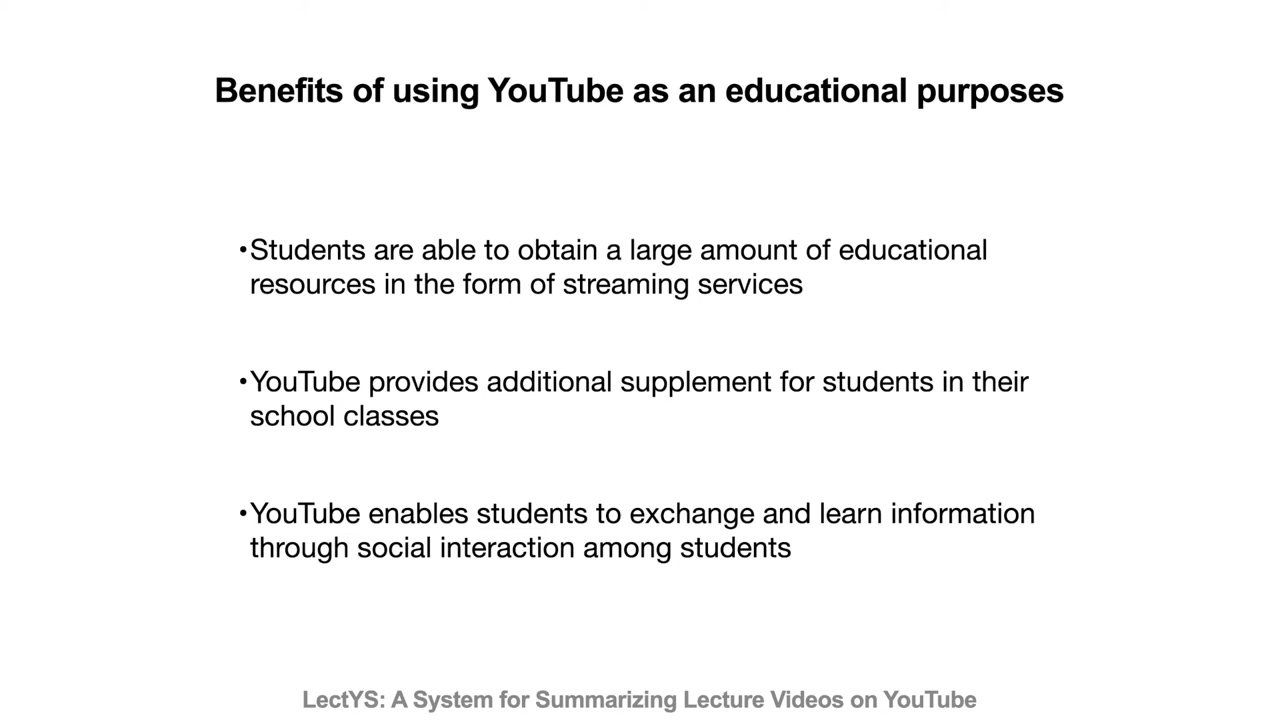 Benefits of using YouTube as an educational purposes
•Students are able to obtain a large amount of educational
resources in the form of streaming services
•YouTube provides additional supplement for students in their
school classes
•YouTube enables students to exchange and learn information
through social interaction among students
LectYS: A System for Summarizing Lecture Videos on YouTube